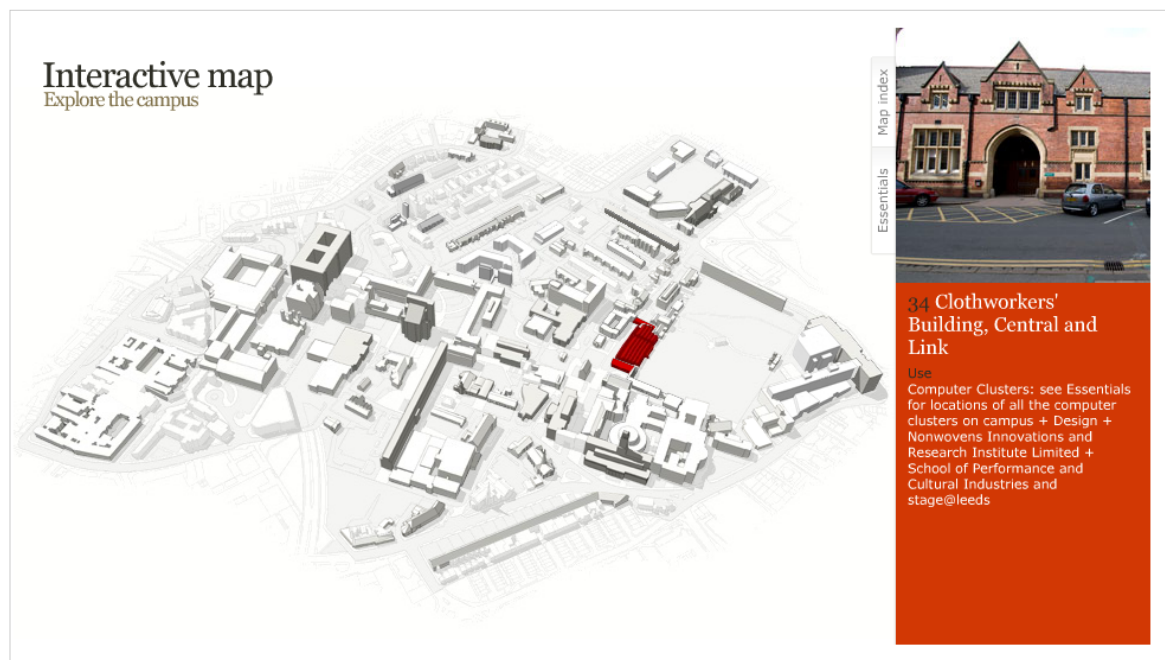 Interactive map
Explore the campus
Map index
Essentials
34 Clothworkers'
Building, Central and
Link
Use
Computer Clusters: see Essentials
for locations of all the computer
clusters on campus + Design +
Nonwovens Innovations and
Research Institute Limited +
School of Performance and
Cultural Industries and
stage@leeds